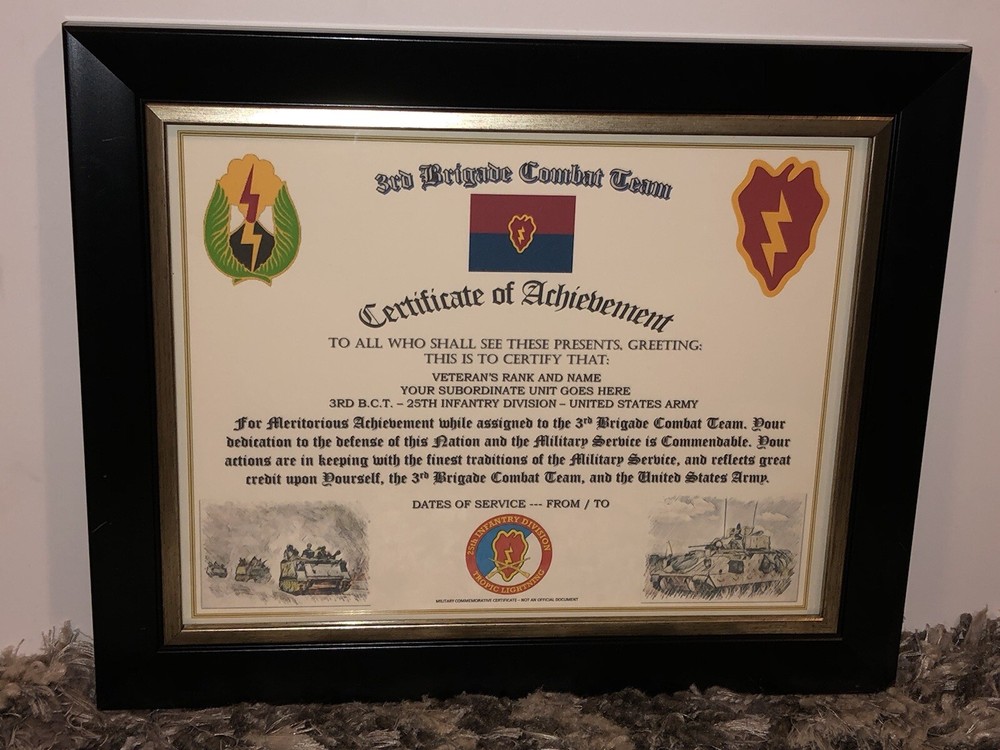 3rd Brigade Combat Team
Certificate of Achievement
TO ALL WHO SHALL SEE THESE PRESENTS, GREETING:
THIS IS TO CERTIFY THAT:
VETERAN'S RANK AND NAME
YOUR SUBORDINATE UNIT GOES HERE
3RD B.C.T. – 25TH INFANTRY DIVISION – UNITED STATES ARMY
For Meritorious Achievement while assigned to the 3rd Brigade Combat Team. Your
dedication to the defense of this Nation and the Military Service is Commendable. Your
actions are in keeping with the finest traditions of the Military Service, and reflects great
credit upon Yourself, the 3rd Brigade Combat Team, and the United States Army.
DATES OF SERVICE --- FROM / TO
25th INFANTRY DIVISION
TROPIC LIGHTNING
MILITARY COMMEMORATIVE CERTIFICATE – NOT AN OFFICIAL DOCUMENT